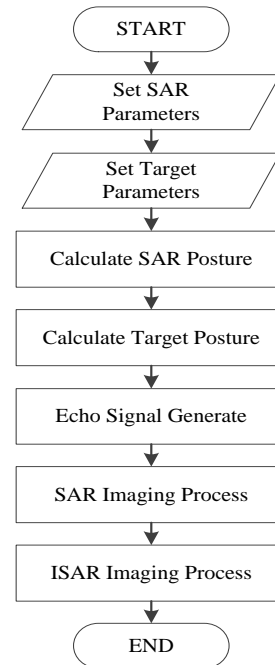 START
Set SAR
Parameters
Set Target
Parameters
Calculate SAR Posture
Calculate Target Posture
Echo Signal Generate
SAR Imaging Process
ISAR Imaging Process
END